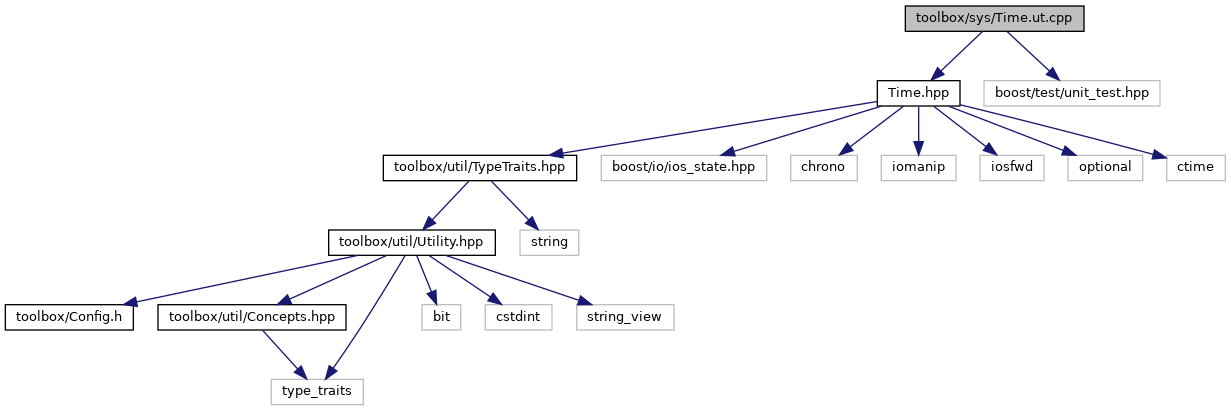 toolbox/sys/Time.ut.cpp
Time.hpp
boost/test/unit_test.hpp
toolbox/util/TypeTraits.hpp
boost/io/ios_state.hpp
chrono
iomanip
iosfwd
optional
ctime
toolbox/util/Utility.hpp
string
toolbox/Config.h
toolbox/util/Concepts.hpp
bit
cstdint
string_view
type_traits